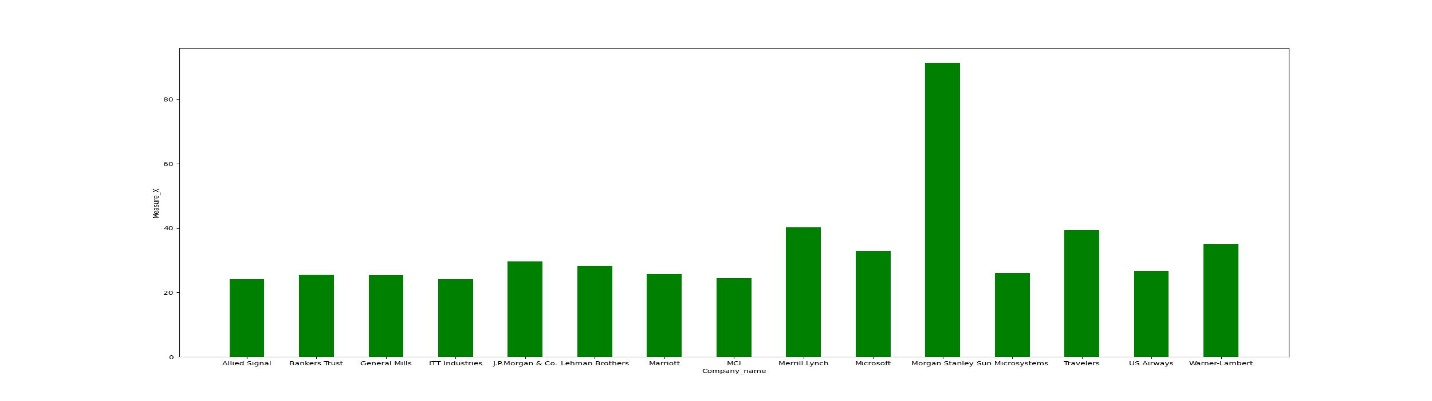 80
60
40
20
0
Measure_X
Allied Signal Bankers Trust General Mills ITT Industries J.P.Morgan & Co. Lehman Brothers Marriott MCI Merrill Lynch Microsoft Morgan Stanley Sun Microsystems Travelers US Airways Warner-Lambert
Company_name